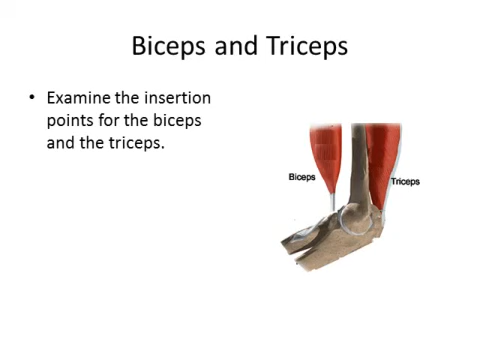 Biceps and Triceps
• Examine the insertion
points for the biceps
and the triceps.
Biceps
Triceps